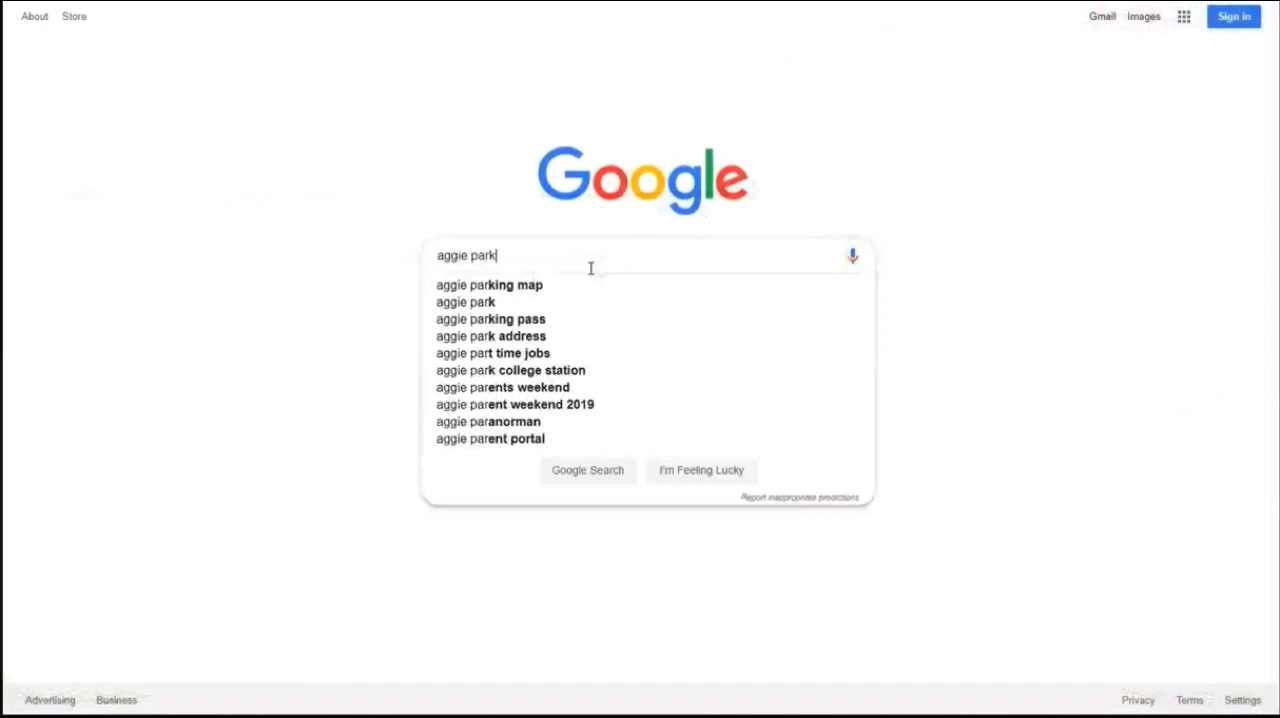 About Store
Gmail Images Sign in
Google
aggie park
aggie parking map
aggie park
aggie parking pass
aggie park address
aggie part time jobs
aggie park college station
aggie parents weekend
aggie parent weekend 2019
aggie paranorman
aggie parent portal
Google Search I'm Feeling Lucky
Report inappropriate predictions
Advertising Business
Privacy Terms Settings